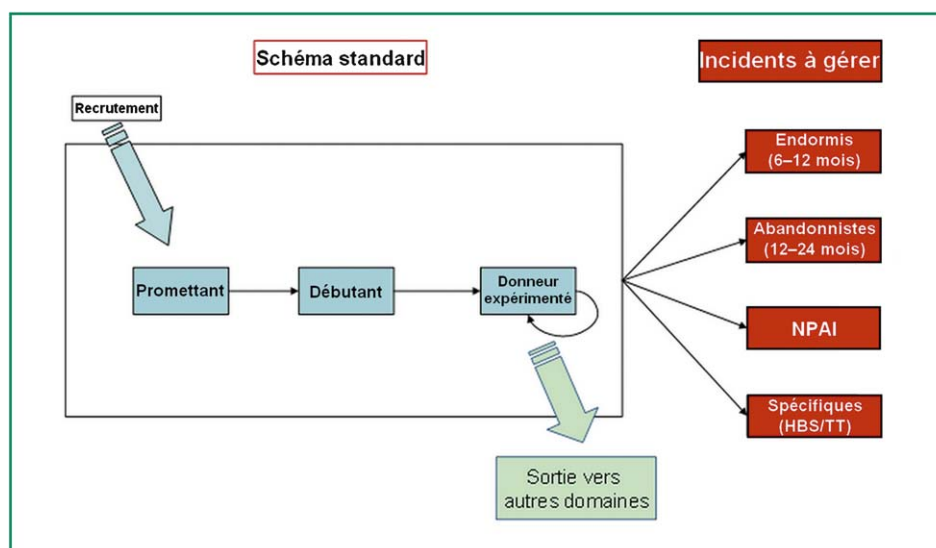 Schéma standard
Incidents à gérer
Recrutement
Endormis
(6–12 mois)
Abandonnistes
(12–24 mois)
Promettant
Débutant
Donneur
expérimenté
NPAI
Spécifiques
(HBS/TT)
Sortie vers
autres domaines